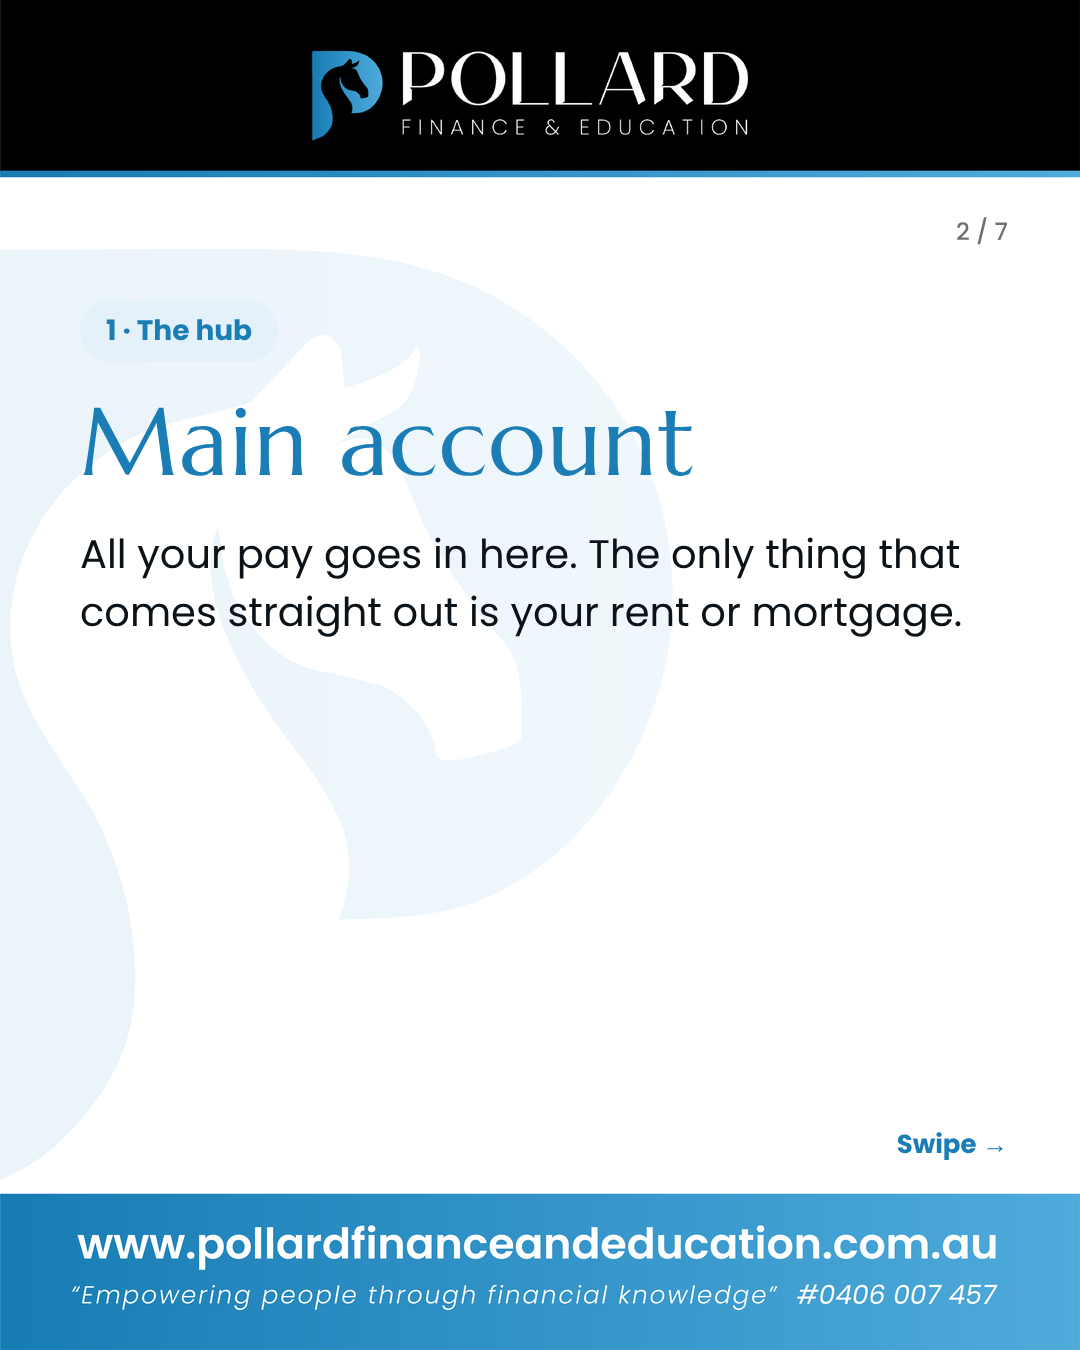 POLLARD
FINANCE & EDUCATION
2 / 7
1 · The hub
Main account
All your pay goes in here. The only thing that
comes straight out is your rent or mortgage.
Swipe →
www.pollardfinanceandeducation.com.au
“Empowering people through financial knowledge” #0406 007 457